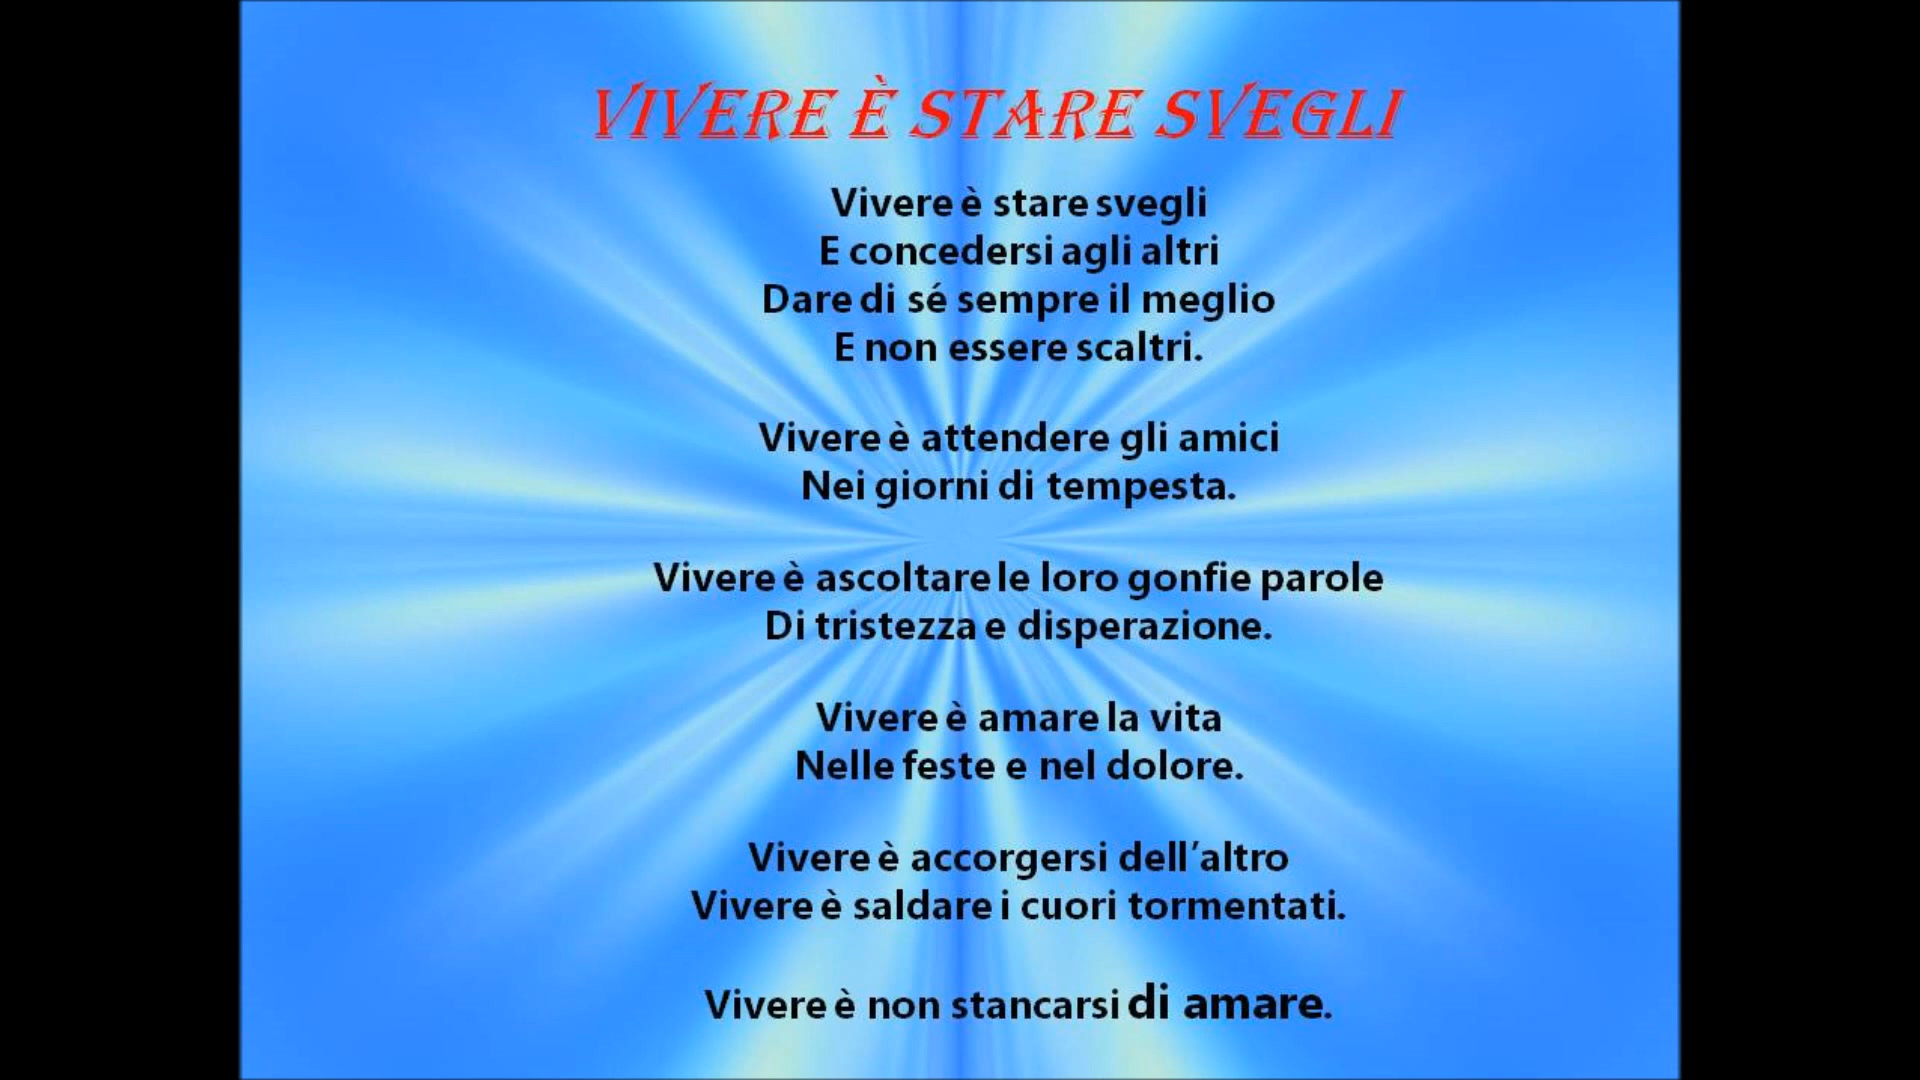 VIVERE È STARE SVEGLI
Vivere è stare svegli
E concedersi agli altri
Dare di sé sempre il meglio
E non essere scaltri.
Vivere è attendere gli amici
Nei giorni di tempesta.
Vivere è ascoltare le loro gonfie parole
Di tristezza e disperazione.
Vivere è amare la vita
Nelle feste e nel dolore.
Vivere è accorgersi dell’altro
Vivere è saldare i cuori tormentati.
Vivere è non stancarsi di amare.